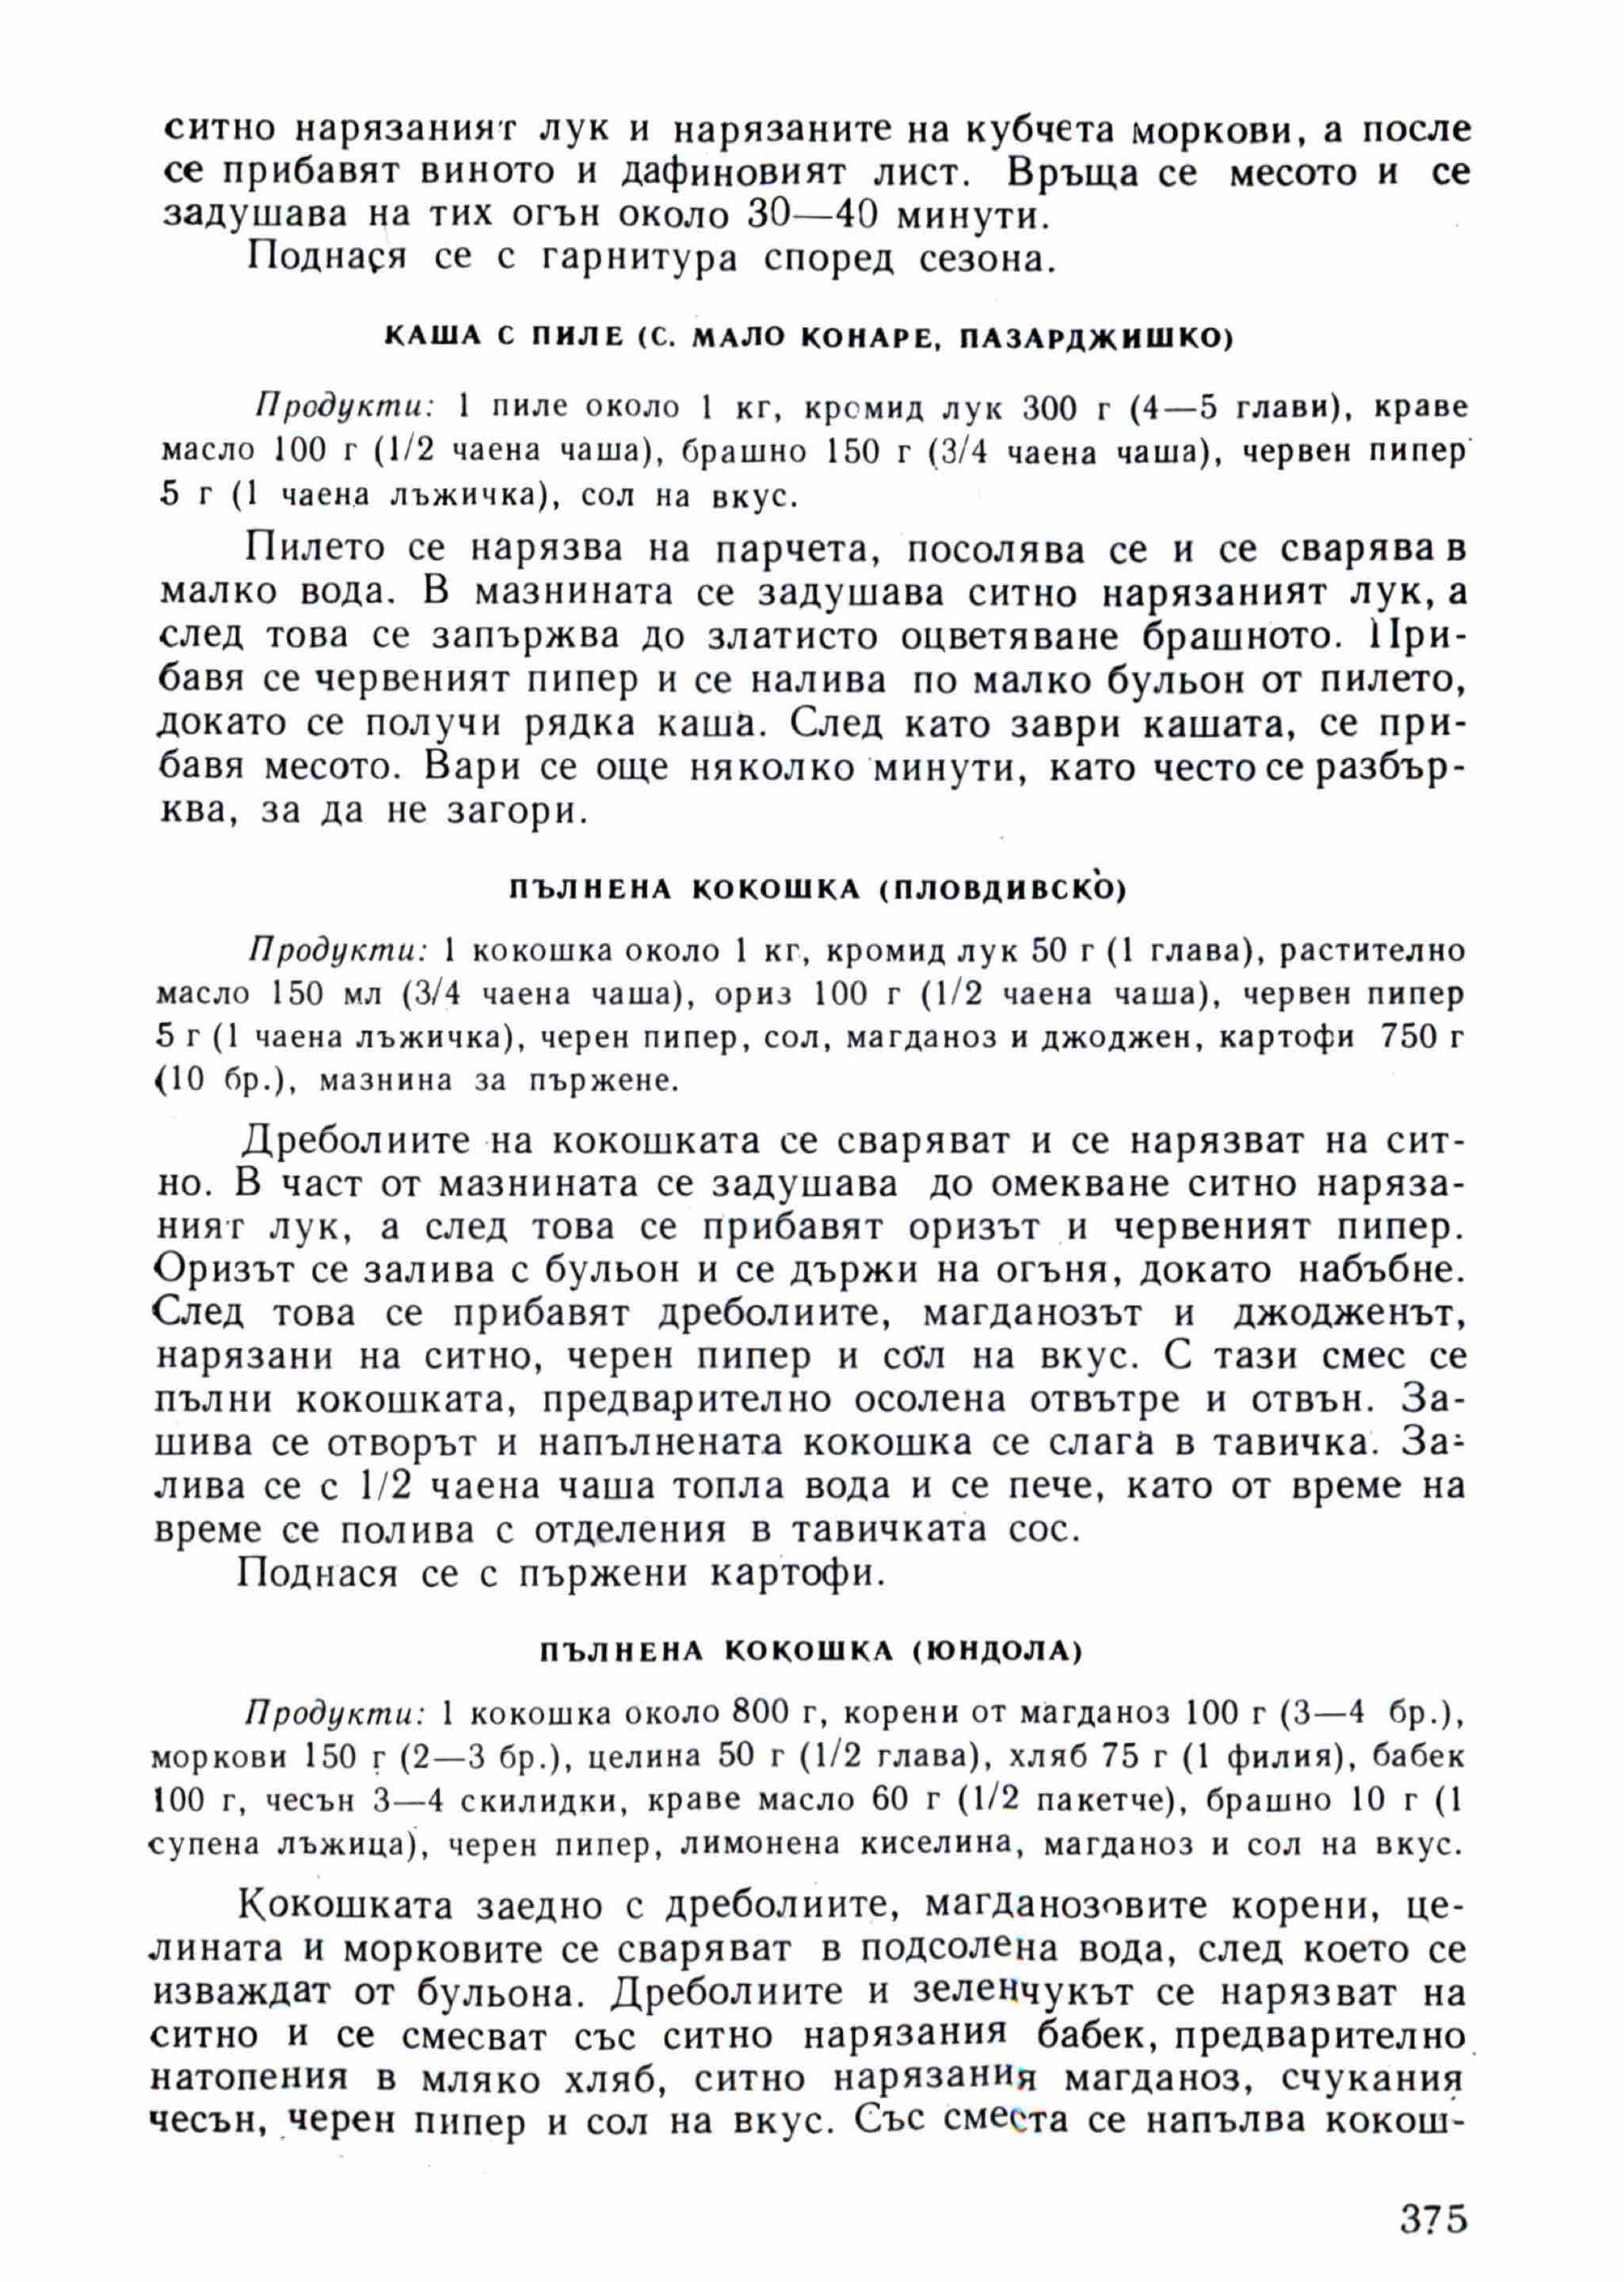 ситно нарязаният лук и нарязаните на кубчета моркови, а после
се прибавят виното и дафиновият лист. Връща се месото и се
задушава на тих огън около 30—40 минути.
Поднася се с гарнитура според сезона.
КАША С ПИЛЕ (С. МАЛО КОНАРЕ, ПАЗАРДЖИШКО)
Продукти: 1 пиле около 1 кг, кромид лук 300 г (4—5 глави), краве
масло 100 г (1/2 чаена чаша), брашно 150 г (3/4 чаена чаша), червен пипер
5 г (1 чаена лъжичка), сол на вкус.
Пилето се нарязва на парчета, посолява се и се сварява в
малко вода. В мазнината се задушава ситно нарязаният лук, а
след това се запържва до златисто оцветяване брашното. При-
бавя се червеният пипер и се налива по малко бульон от пилето,
докато се получи рядка каша. След като заври кашата, се при-
бавя месото. Вари се още няколко минути, като често се разбър-
ква, за да не загори.
ПЪЛНЕНА КОКОШКА (ПЛОВДИВСКО)
Продукти: 1 кокошка около 1 кг, кромид лук 50 г (1 глава), растително
масло 150 мл (3/4 чаена чаша), ориз 100 г (1/2 чаена чаша), червен пипер
5 г (1 чаена лъжичка), черен пипер, сол, магданоз и джоджен, картофи 750 г
(10 бр.), мазнина за пържене.
Дреболиите на кокошката се сваряват и се нарязват на сит-
но. В част от мазнината се задушава до омекване ситно наряза-
ният лук, а след това се прибавят оризът и червеният пипер.
Оризът се залива с бульон и се държи на огъня, докато набъбне.
След това се прибавят дреболиите, магданозът и джодженът,
нарязани на ситно, черен пипер и сол на вкус. С тази смес се
пълни кокошката, предварително осолена отвътре и отвън. За-
шива се отворът и напълнената кокошка се слага в тавичка. За-
лива се с 1/2 чаена чаша топла вода и се пече, като от време на
време се полива с отделения в тавичката сос.
Поднася се с пържени картофи.
ПЪЛНЕНА КОКОШКА (ЮНДОЛА)
Продукти: 1 кокошка около 800 г, корени от магданоз 100 г (3—4 бр.),
моркови 150 г (2—3 бр.), целина 50 г (1/2 глава), хляб 75 г (1 филия), бабек
100 г, чесън 3—4 скилидки, краве масло 60 г (1/2 пакетче), брашно 10 г (1
супена лъжица), черен пипер, лимонена киселина, магданоз и сол на вкус.
Кокошката заедно с дреболиите, магданозовите корени, це-
лината и морковите се сваряват в подсолена вода, след което се
изваждат от бульона. Дреболиите и зеленчукът се нарязват на
ситно и се смесват със ситно нарязания бабек, предварително
натопения в мляко хляб, ситно нарязания магданоз, счукания
чесън, черен пипер и сол на вкус. Със сместа се напълва кокош-
375